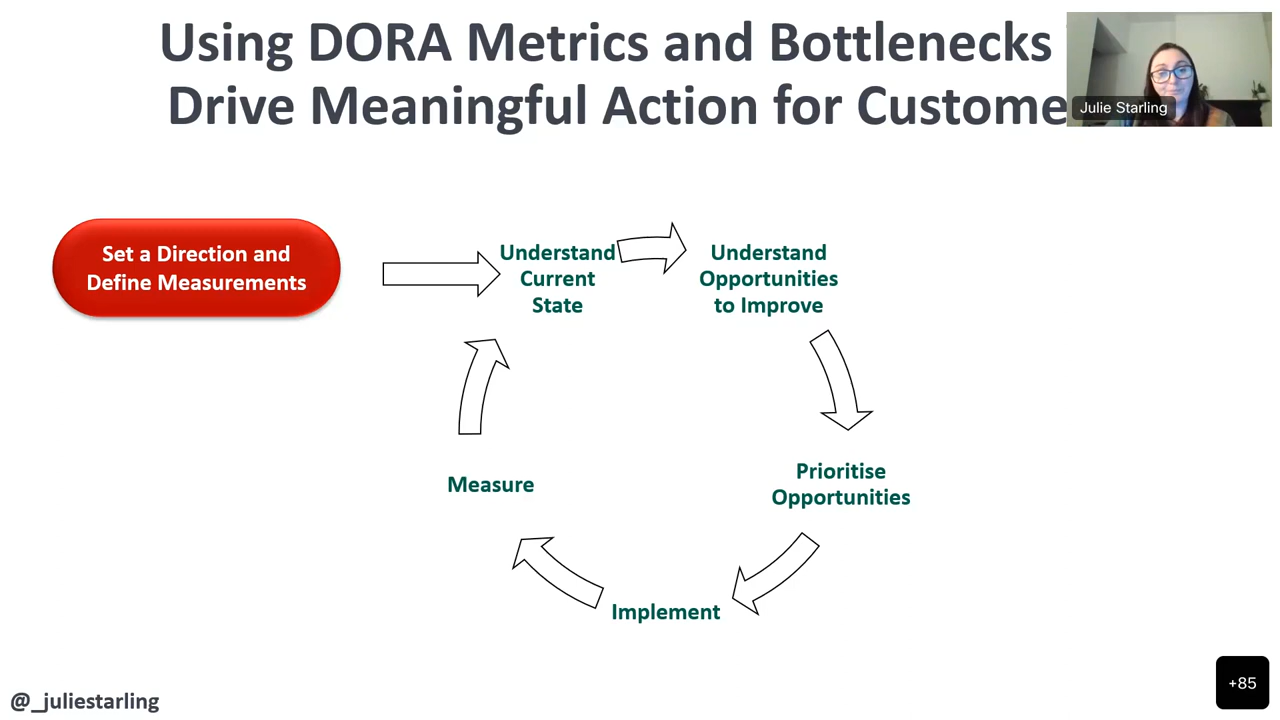 Using DORA Metrics and Bottlenecks
Drive Meaningful Action for Custome
Julie Starling
Set a Direction and
Define Measurements
Understand
Current
State
Understand
Opportunities
to Improve
Prioritise
Opportunities
Implement
Measure
@_juliestarling
+85